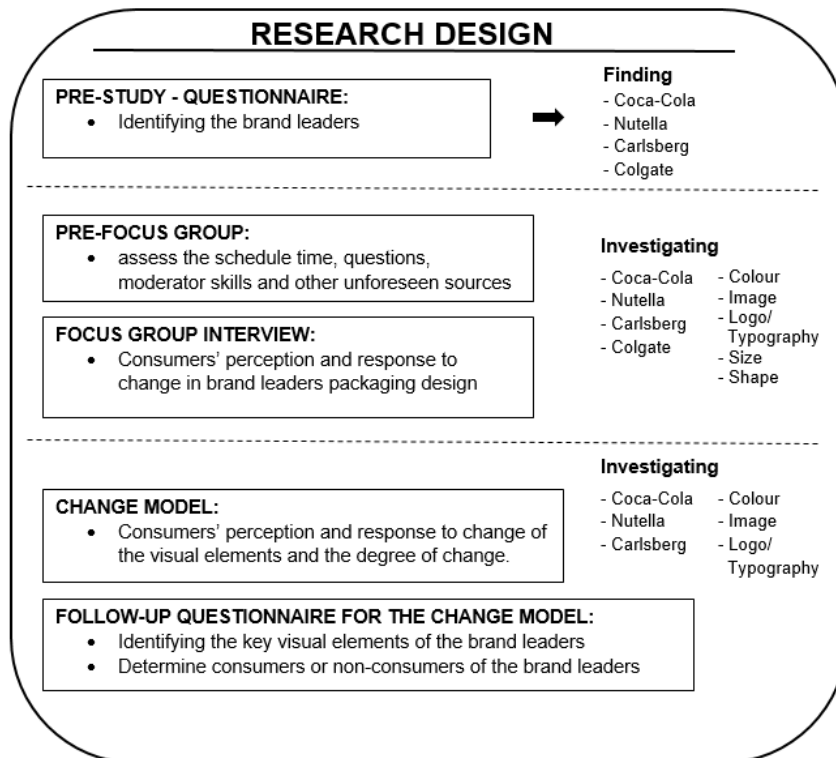 RESEARCH DESIGN
PRE-STUDY - QUESTIONNAIRE:
• Identifying the brand leaders
Finding
- Coca-Cola
- Nutella
- Carlsberg
- Colgate
PRE-FOCUS GROUP:
• assess the schedule time, questions,
moderator skills and other unforeseen sources
FOCUS GROUP INTERVIEW:
• Consumers’ perception and response to
change in brand leaders packaging design
Investigating
- Coca-Cola
- Nutella
- Carlsberg
- Colgate
- Colour
- Image
- Logo/
Typography
- Size
- Shape
CHANGE MODEL:
• Consumers’ perception and response to change of
the visual elements and the degree of change.
Investigating
- Coca-Cola
- Nutella
- Carlsberg
- Colour
- Image
- Logo/
Typography
FOLLOW-UP QUESTIONNAIRE FOR THE CHANGE MODEL:
• Identifying the key visual elements of the brand leaders
• Determine consumers or non-consumers of the brand leaders